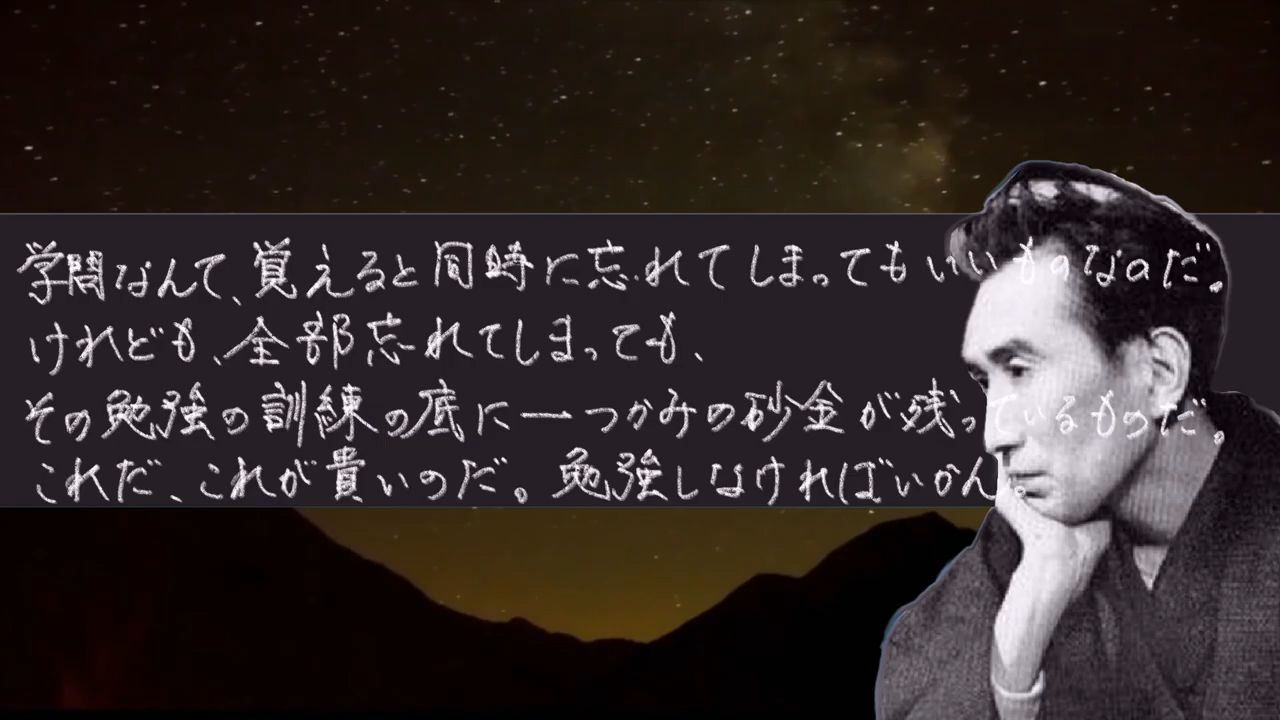 学問なんて、覚えると同時に忘れてしまってもいいものなのだ。
けれども、全部忘れてしまっても、
その勉強の訓練の底に一つかみの砂金が残っているものだ。
これだ、これが貴いのだ。勉強しなければいかん。